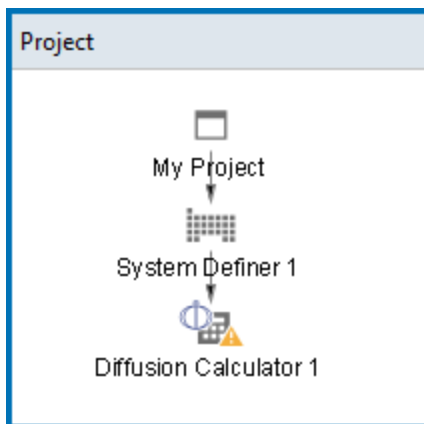 Project
My Project
System Definer 1
Diffusion Calculator 1